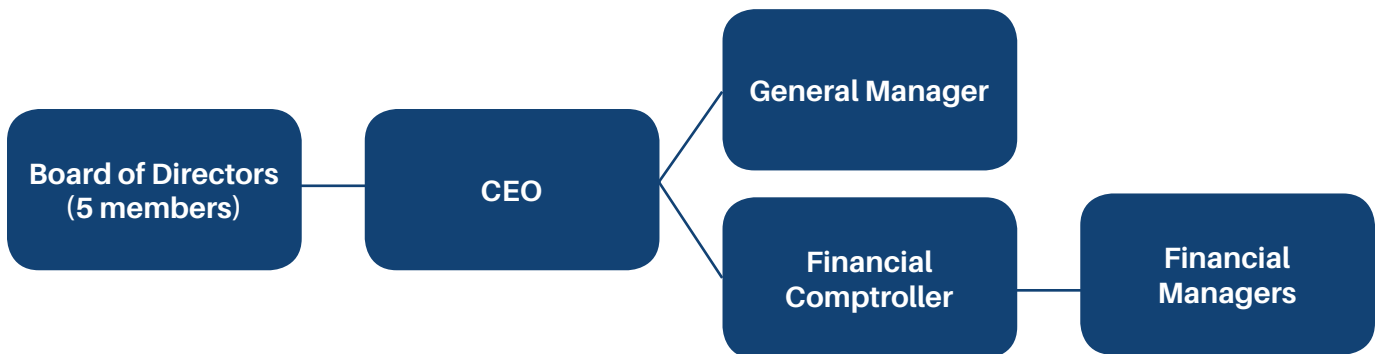 Board of Directors
(5 members)
CEO
General Manager
Financial
Comptroller
Financial
Managers